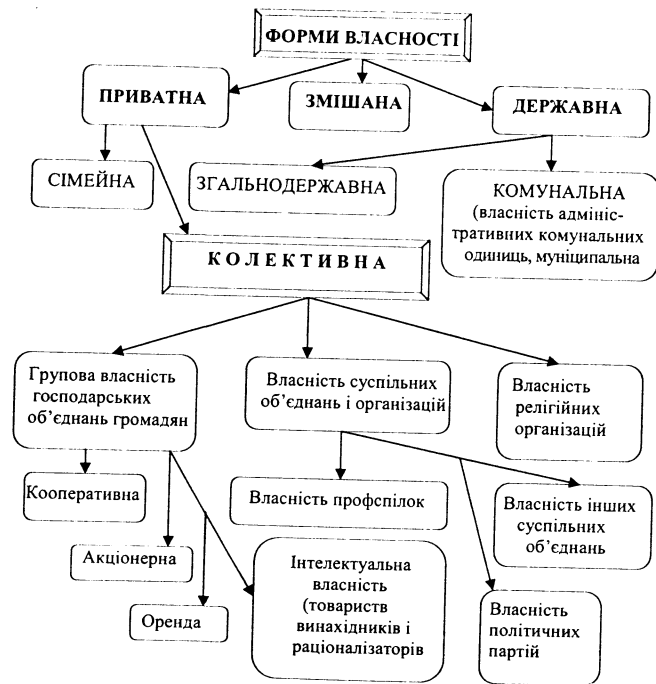 ФОРМИ ВЛАСНОСТІ
ПРИВАТНА
ЗМІШАНА
ДЕРЖАВНА
СІМЕЙНА
ЗГАЛЬНОДЕРЖАВНА
КОМУНАЛЬНА
(власність адмініс-
тративних комунальних
одиниць, муніципальна
КОЛЕКТИВНА
Групова власність
господарських
об’єднань громадян
Власність суспільних
об’єднань і організацій
Власність
релігійних
організацій
Кооперативна
Власність профспілок
Власність інших
суспільних
об’єднань
Акціонерна
Інтелектуальна
власність
(товариств
винахідників і
раціоналізаторів
Оренда
Власність
політичних
партій